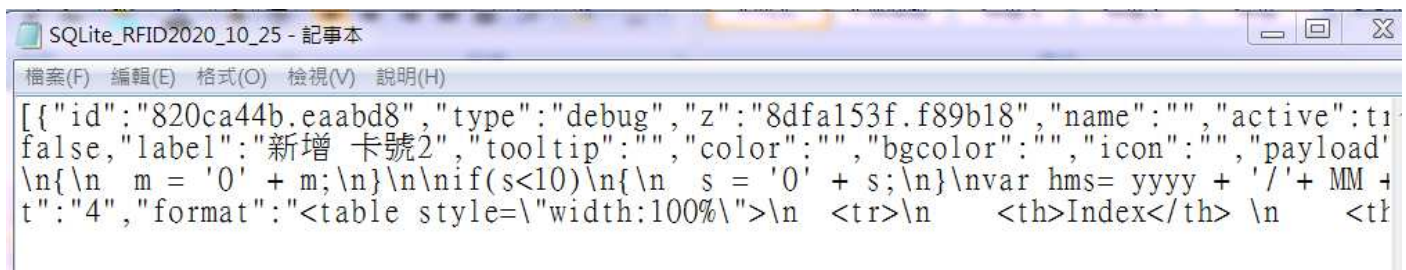 SQLite_RFID2020_10_25 - 記事本
檔案(F) 編輯(E) 格式(O) 檢視(V) 說明(H)
[{"id":"820ca44b.eaabd8","type":"debug","z":"8dfa153f.f89b18","name":"","active":tr
false,"label":"新增 卡號2","tooltip":"","color":"","bgcolor":"","icon":"","payload"
\n{\n  m = '0' + m;\n}\n\nif(s<10)\n{\n  s = '0' + s;\n}\nvar hms= yyyy + '/'+ MM +
t":"4","format":"<table style=\"width:100%\">\n  <tr>\n    <th>Index</th> \n    <th